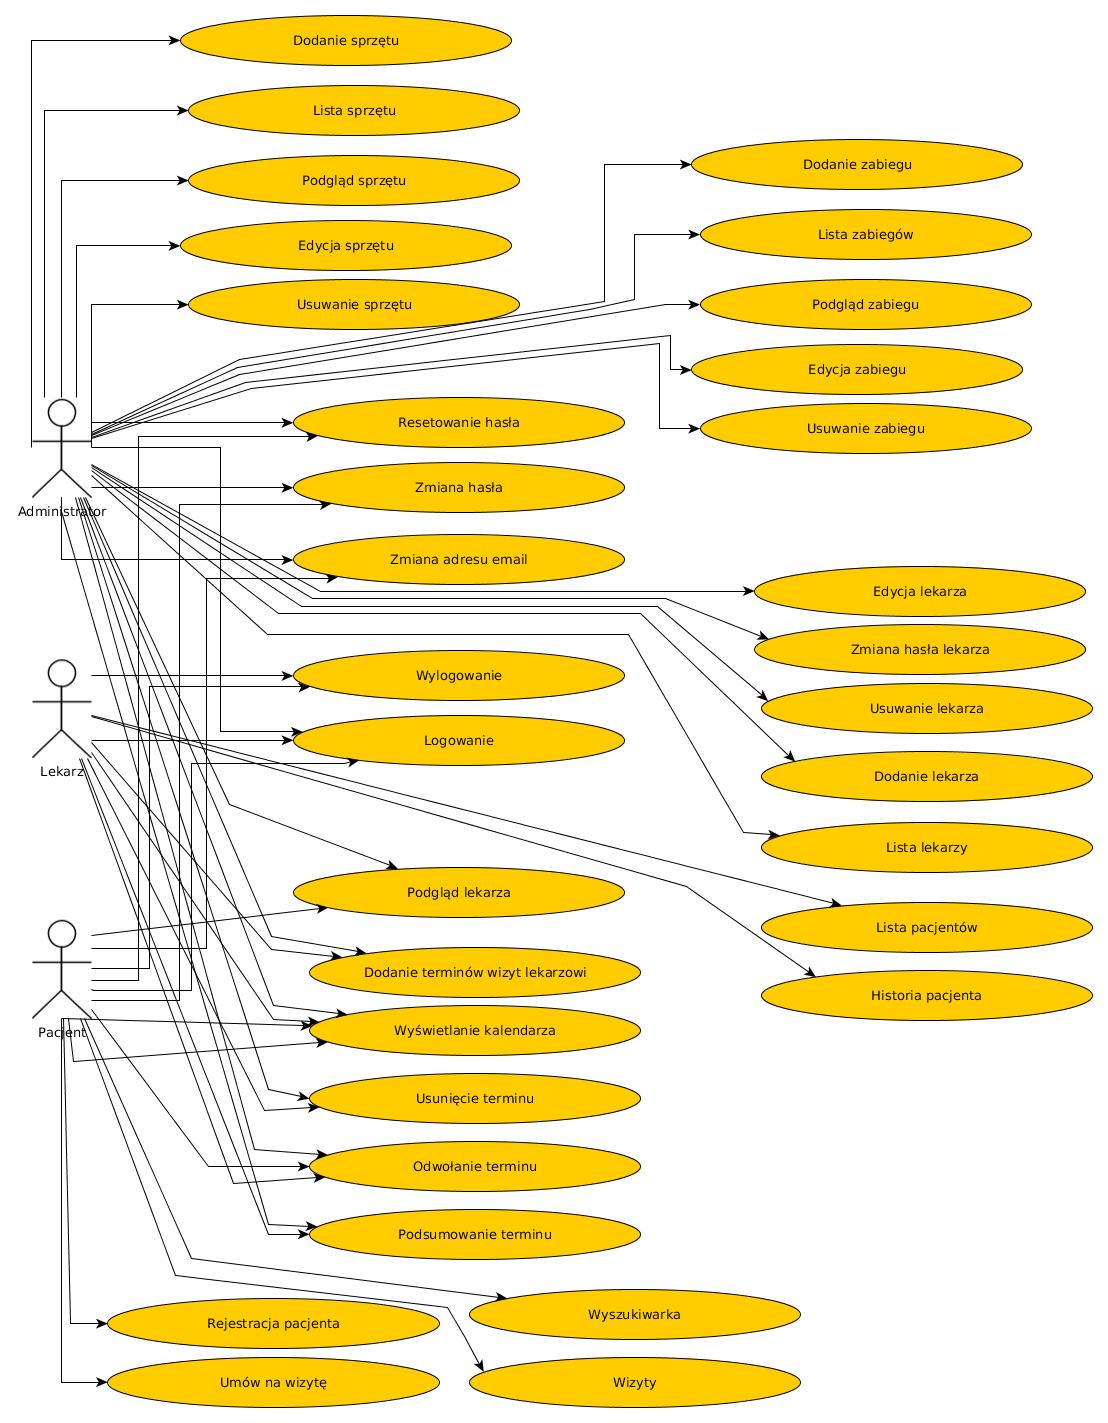 Dodanie sprzętu
Lista sprzętu
Podgląd sprzętu
Edycja sprzętu
Usuwanie sprzętu
Dodanie zabiegu
Lista zabiegów
Podgląd zabiegu
Edycja zabiegu
Usuwanie zabiegu
Administrator
Resetowanie hasła
Zmiana hasła
Zmiana adresu email
Edycja lekarza
Zmiana hasła lekarza
Usuwanie lekarza
Dodanie lekarza
Lista lekarzy
Lekarz
Wylogowanie
Logowanie
Podgląd lekarza
Lista pacjentów
Historia pacjenta
Pacjent
Dodanie terminów wizyt lekarzowi
Wyświetlanie kalendarza
Usunięcie terminu
Odwołanie terminu
Podsumowanie terminu
Rejestracja pacjenta
Wyszukiwarka
Umów na wizytę
Wizyty